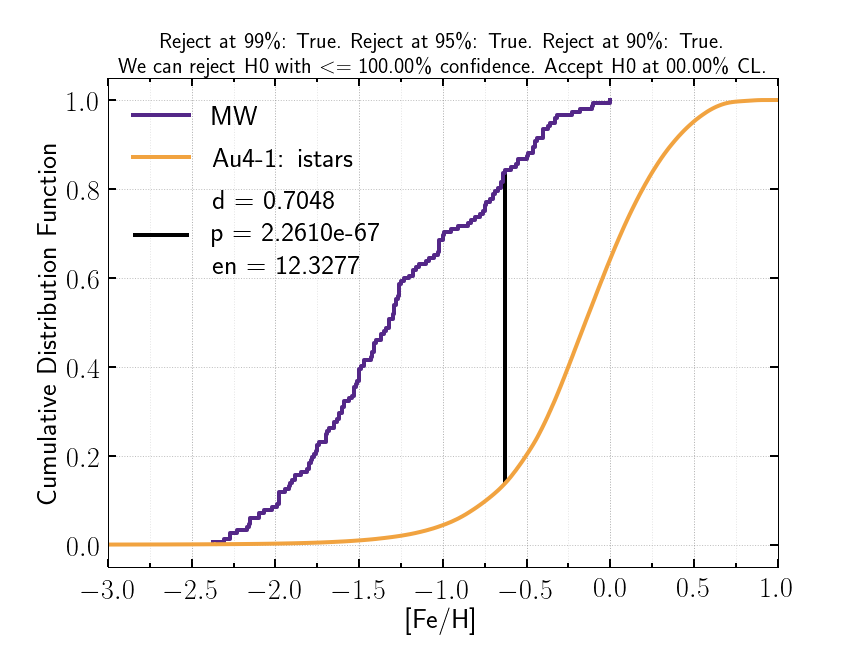 Reject at 99%: True. Reject at 95%: True. Reject at 90%: True.
We can reject H0 with <= 100.00% confidence. Accept H0 at 00.00% CL.
MW
Au4-1: istars
d = 0.7048
p = 2.2610e-67
en = 12.3277
Cumulative Distribution Function
1.0
0.8
0.6
0.4
0.2
0.0
−3.0 −2.5 −2.0 −1.5 −1.0 −0.5 0.0 0.5 1.0
[Fe/H]